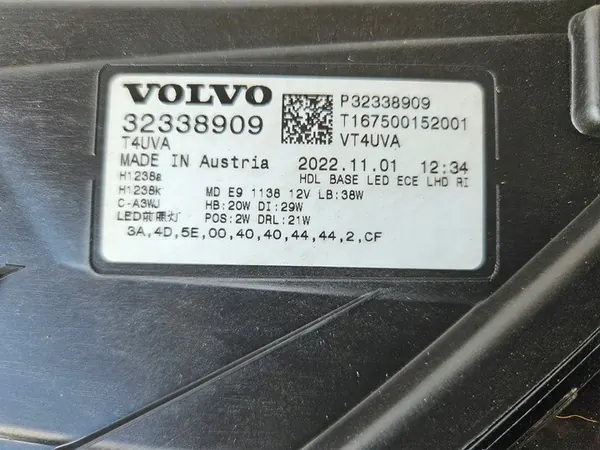 VOLVO
P32338909
32338909
T167500152001
T4UVA
VT4UVA
MADE IN Austria 2022.11.01 12:34
H1238a HDL BASE LED ECE LHD RI
H1238k MD E9 1138 12V LB:38W
C-A3WJ HB:20W DI:29W
LED前照灯 POS:2W DRL:21W
3A,4D,5E,00,40,40,44,44,2,CF